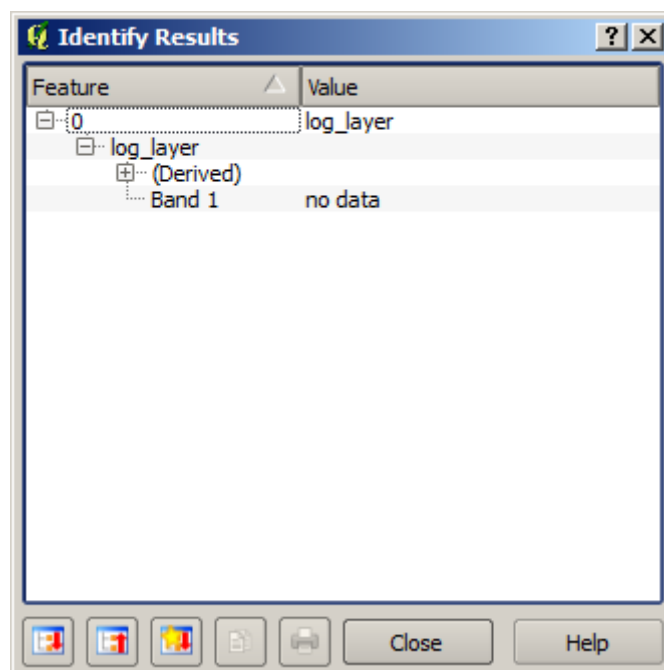 Identify Results
Feature Value
0 log_layer
log_layer
(Derived)
Band 1 no data
Close Help